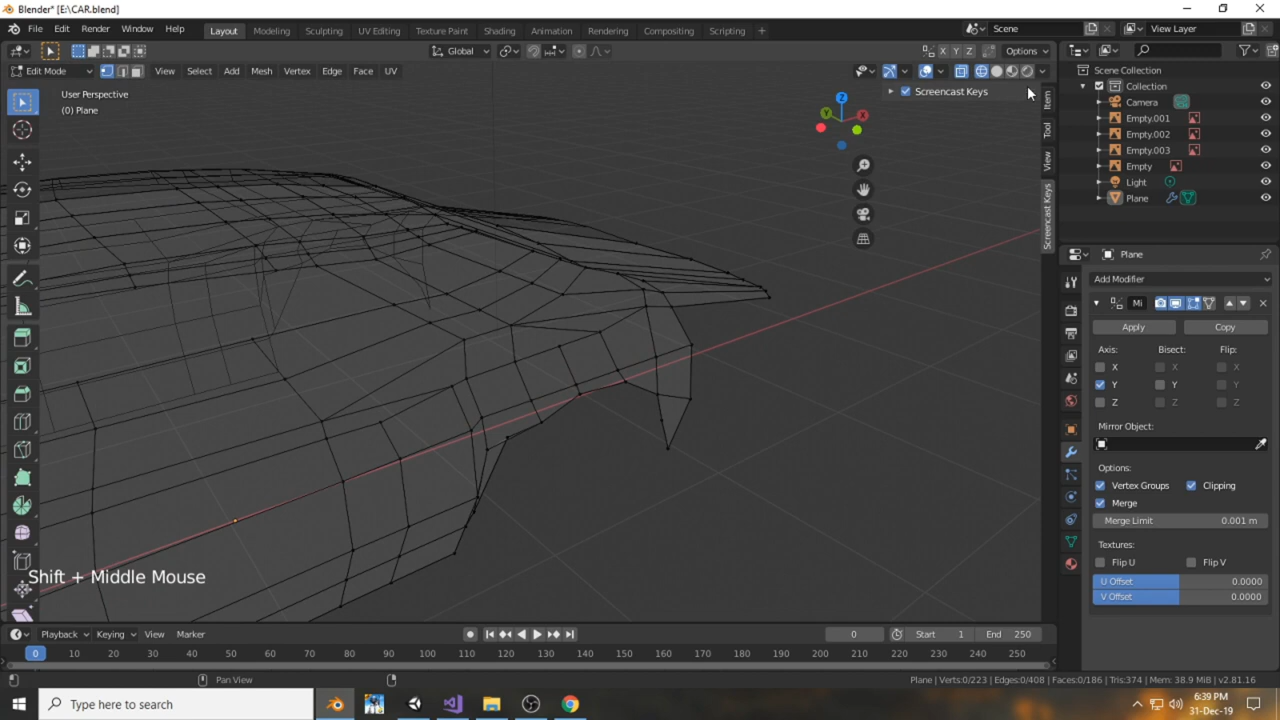 Blender* [E:\CAR.blend]
File Edit Render Window Help Layout Modeling Sculpting UV Editing Texture Paint Shading Animation Rendering Compositing Scripting + Scene View Layer
Global X Y Z Options
Edit Mode View Select Add Mesh Vertex Edge Face UV
User Perspective
(0) Plane
Screencast Keys
Z
Y
X
Item
Tool
View
Screencast Keys
Shift + Middle Mouse
Scene Collection
Collection
Camera
Empty.001
Empty.002
Empty.003
Empty
Light
Plane
Plane
Add Modifier
Mi
Apply Copy
Axis: Bisect: Flip:
X X X
Y Y Y
Z Z Z
Mirror Object:
Options:
Vertex Groups Clipping
Merge
Merge Limit 0.001 m
Textures:
Flip U Flip V
U Offset 0.0000
V Offset 0.0000
Playback Keying View Marker 0 Start 1 End 250
0 10 20 30 40 50 60 70 80 90 100 110 120 130 140 150 160 170 180 190 200 210 220 230 240 250
Pan View Plane | Verts:0/223 | Edges:0/408 | Faces:0/186 | Tris:374 | Mem: 38.9 MiB | v2.81.16
Type here to search
6:39 PM
31-Dec-19